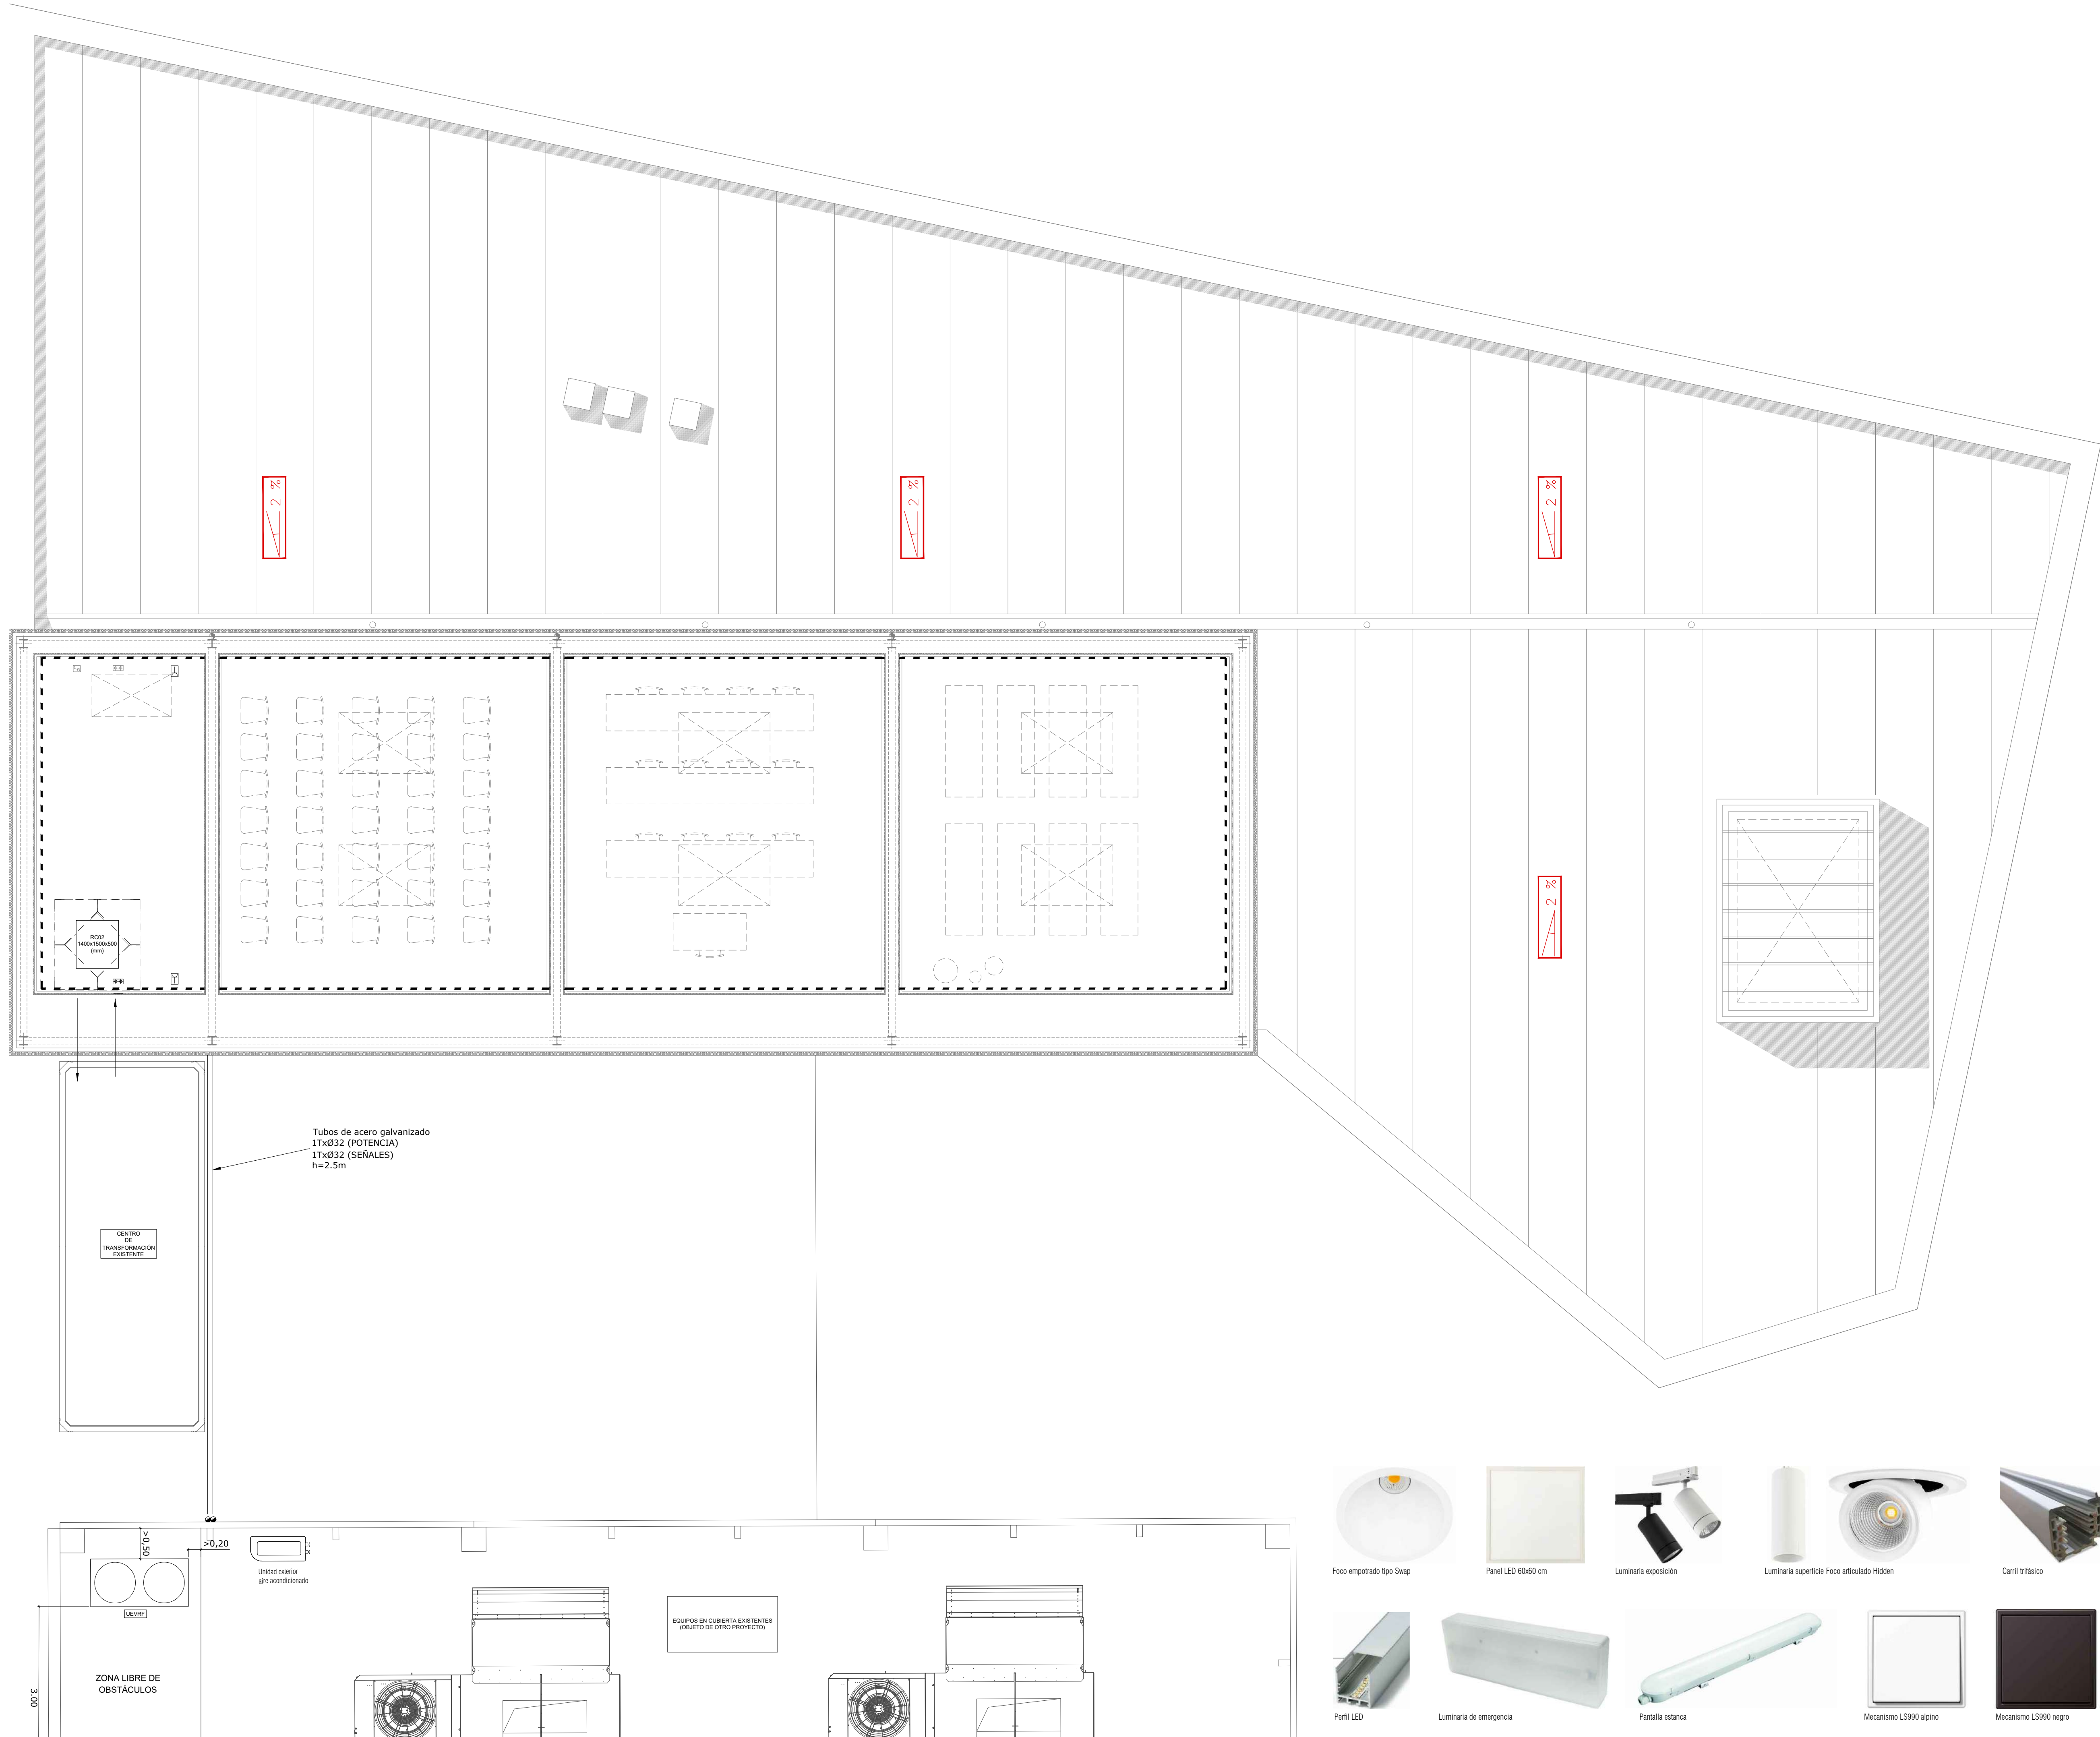 2 %
2 %
2 %
2 %
RC02
1400x1500x500
(mm)
Tubos de acero galvanizado
1TxØ32 (POTENCIA)
1TxØ32 (SEÑALES)
h=2.5m
CENTRO
DE
TRANSFORMACIÓN
EXISTENTE
>0,50
>0,20
Unidad exterior
aire acondicionado
UEVRF
EQUIPOS EN CUBIERTA EXISTENTES
(OBJETO DE OTRO PROYECTO)
ZONA LIBRE DE
OBSTÁCULOS
3.00
Foco empotrado tipo Swap
Panel LED 60x60 cm
Luminaria exposición
Luminaria superficie
Foco articulado Hidden
Carril trifásico
Perfil LED
Luminaria de emergencia
Pantalla estanca
Mecanismo LS990 alpino
Mecanismo LS990 negro